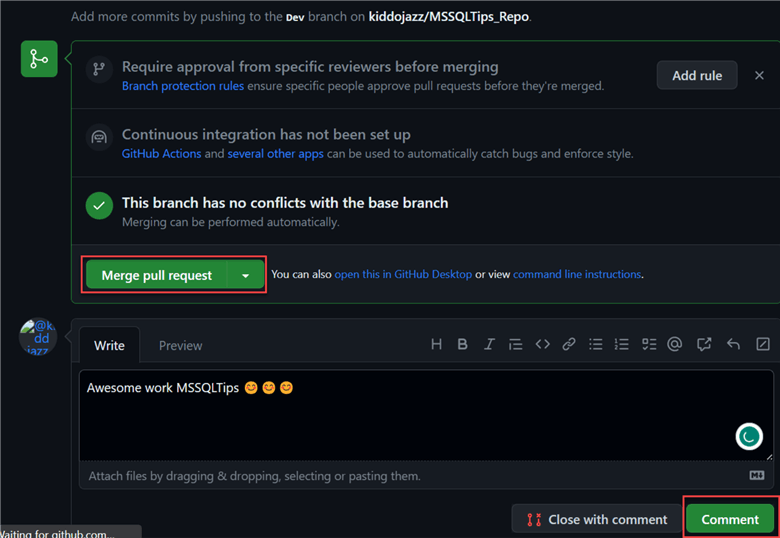 Add more commits by pushing to the Dev branch on kiddojazz/MSSQLTips_Repo.
Require approval from specific reviewers before merging
Branch protection rules ensure specific people approve pull requests before they're merged.
Add rule
Continuous integration has not been set up
GitHub Actions and several other apps can be used to automatically catch bugs and enforce style.
This branch has no conflicts with the base branch
Merging can be performed automatically.
Merge pull request
You can also open this in GitHub Desktop or view command line instructions.
@k
dd
jazz
Write
Preview
Awesome work MSSQLTips 😊 😊 😊
Attach files by dragging & dropping, selecting or pasting them.
Close with comment
Comment
Waiting for github.com...